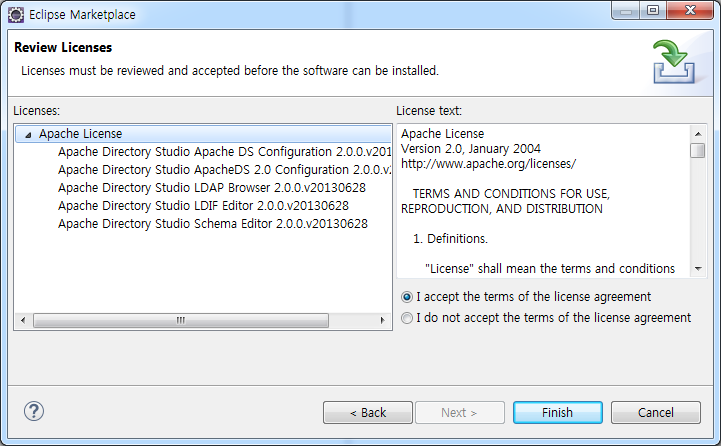 Eclipse Marketplace
Review Licenses
Licenses must be reviewed and accepted before the software can be installed.
Licenses:
Apache License
Apache Directory Studio Apache DS Configuration 2.0.0.v201
Apache Directory Studio ApacheDS 2.0 Configuration 2.0.0.v.
Apache Directory Studio LDAP Browser 2.0.0.v20130628
Apache Directory Studio LDIF Editor 2.0.0.v20130628
Apache Directory Studio Schema Editor 2.0.0.v20130628
License text:
Apache License
Version 2.0, January 2004
http://www.apache.org/licenses/
TERMS AND CONDITIONS FOR USE,
REPRODUCTION, AND DISTRIBUTION
1. Definitions.
"License" shall mean the terms and conditions
I accept the terms of the license agreement
I do not accept the terms of the license agreement
?
< Back
Next >
Finish
Cancel